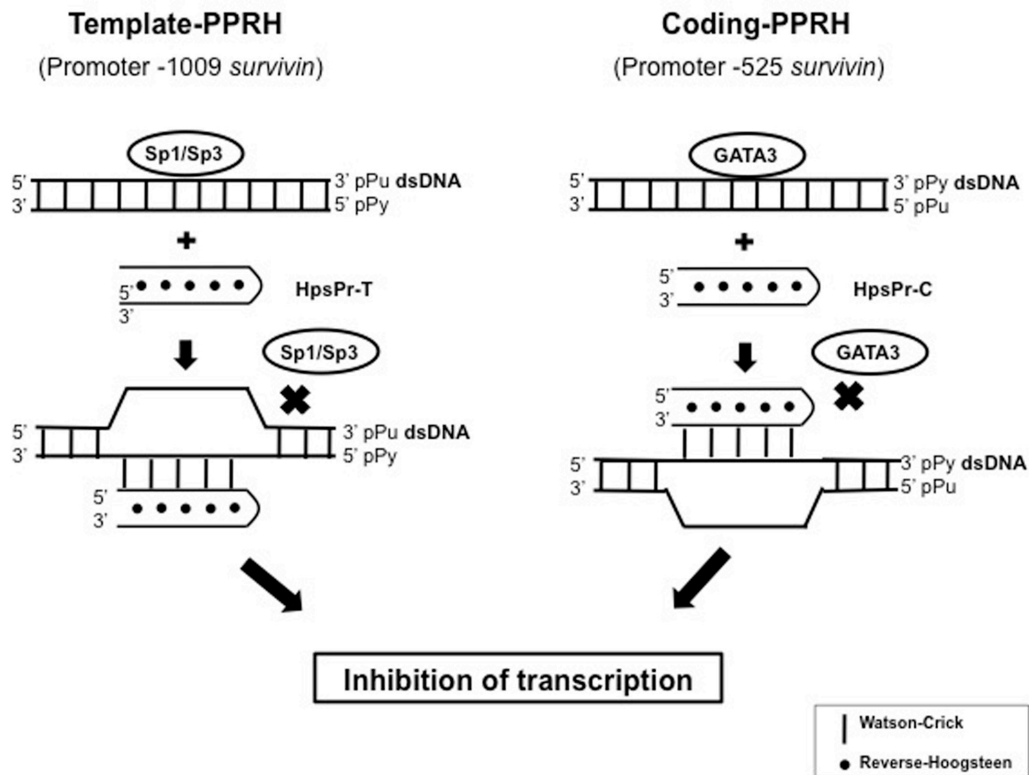 Template-PPRH
(Promoter -1009 survivin)
Sp1/Sp3
5’ 3’ pPu dsDNA
3’ 5’ pPy
+
5’
3’
HpsPr-T
Sp1/Sp3
5’ 3’ pPu dsDNA
3’ 5’ pPy
5’
3’
Coding-PPRH
(Promoter -525 survivin)
GATA3
5’ 3’ pPy dsDNA
3’ 5’ pPu
+
5’
3’
HpsPr-C
GATA3
5’
3’
5’ 3’ pPy dsDNA
3’ 5’ pPu
Inhibition of transcription
Watson-Crick
Reverse-Hoogsteen